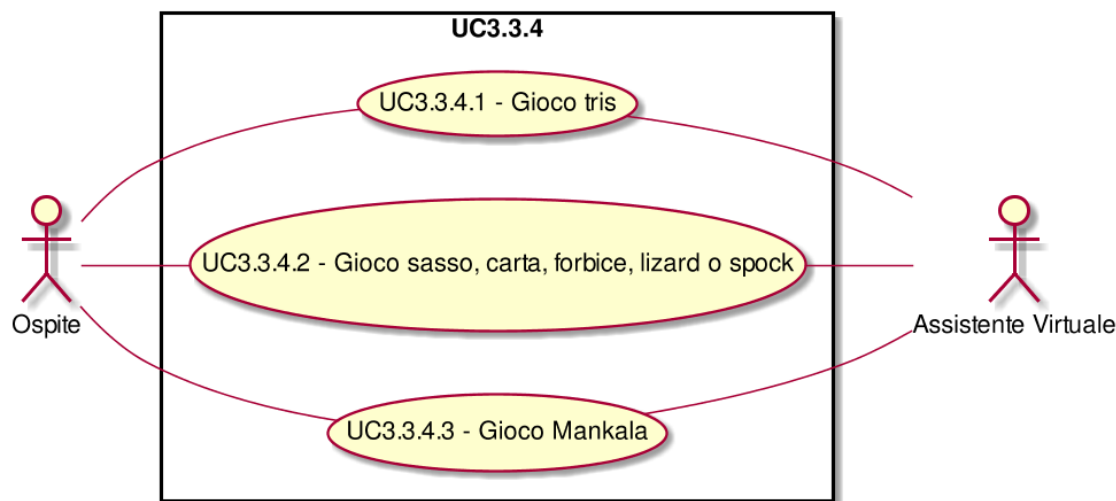 UC3.3.4
UC3.3.4.1 - Gioco tris
UC3.3.4.2 - Gioco sasso, carta, forbice, lizard o spock
Ospite
Assistente Virtuale
UC3.3.4.3 - Gioco Mankala